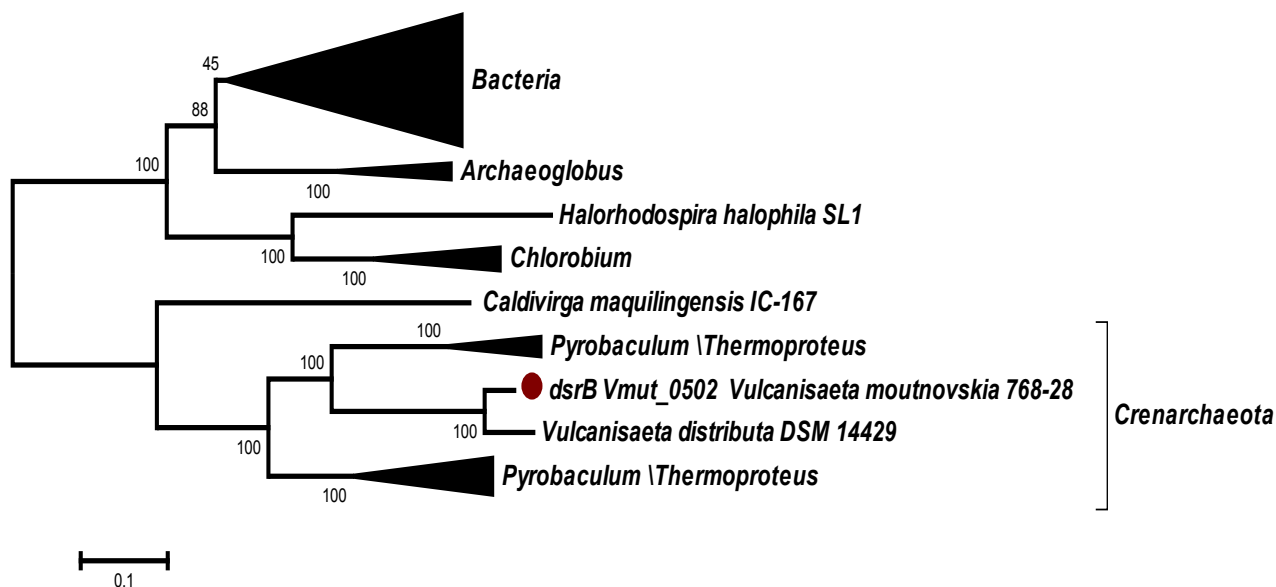 45
Bacteria
88
100
Archaeoglobus
100
Halorhodospira halophila SL1
100
Chlorobium
100
Caldivirga maquilingensis IC-167
100
Pyrobaculum \Thermoproteus
100
dsrB Vmut_0502 Vulcanisaeta moutnovskia 768-28
Crenarchaeota
100
Vulcanisaeta distributa DSM 14429
100
Pyrobaculum \Thermoproteus
100
0.1